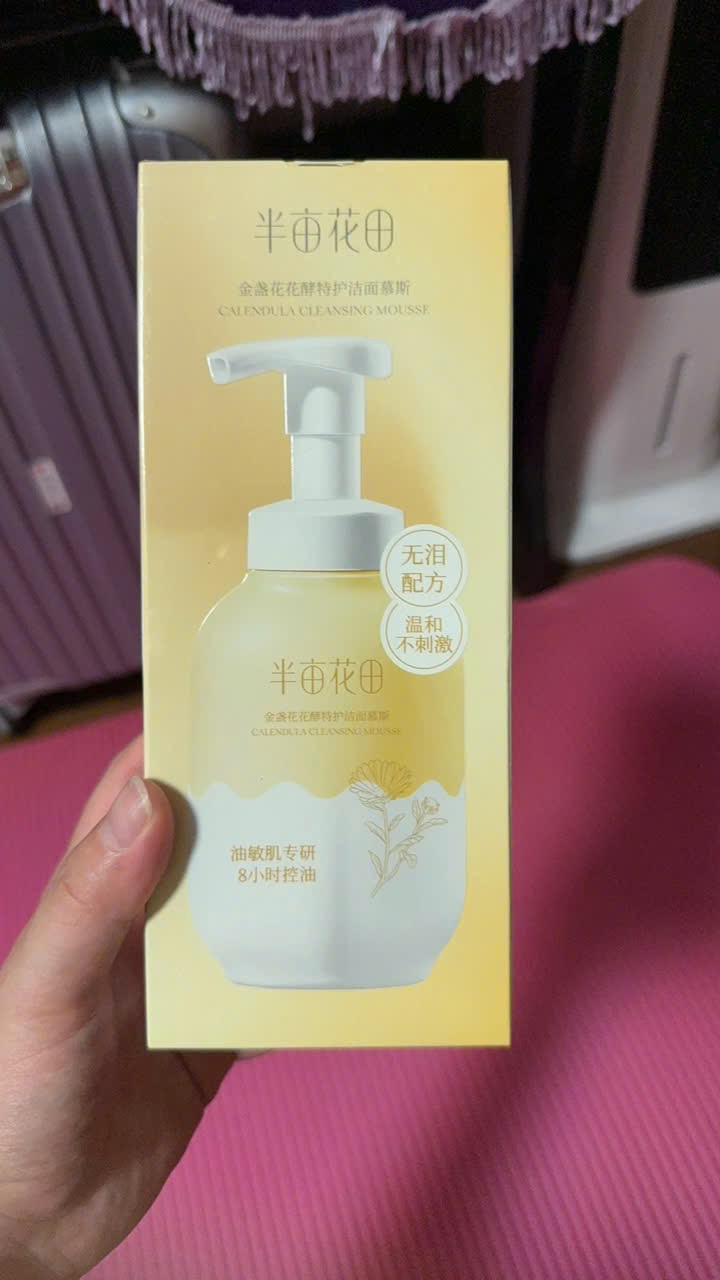 半亩花田
金盏花花酵特护洁面慕斯
CALENDULA CLEANSING MOUSSE
无泪
配方
温和
不刺激
半亩花田
金盏花花酵特护洁面慕斯
CALENDULA CLEANSING MOUSSE
油敏肌专研
8小时控油